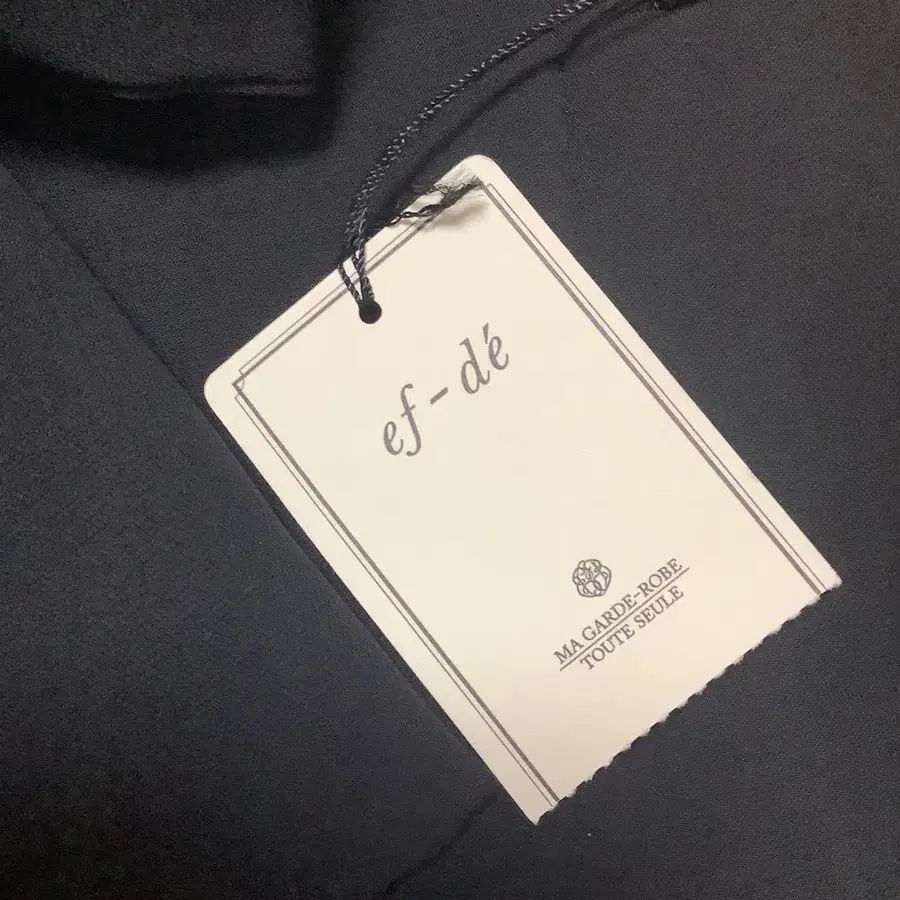 ef-dé
MA GARDE-ROBE
TOUTE SEULE